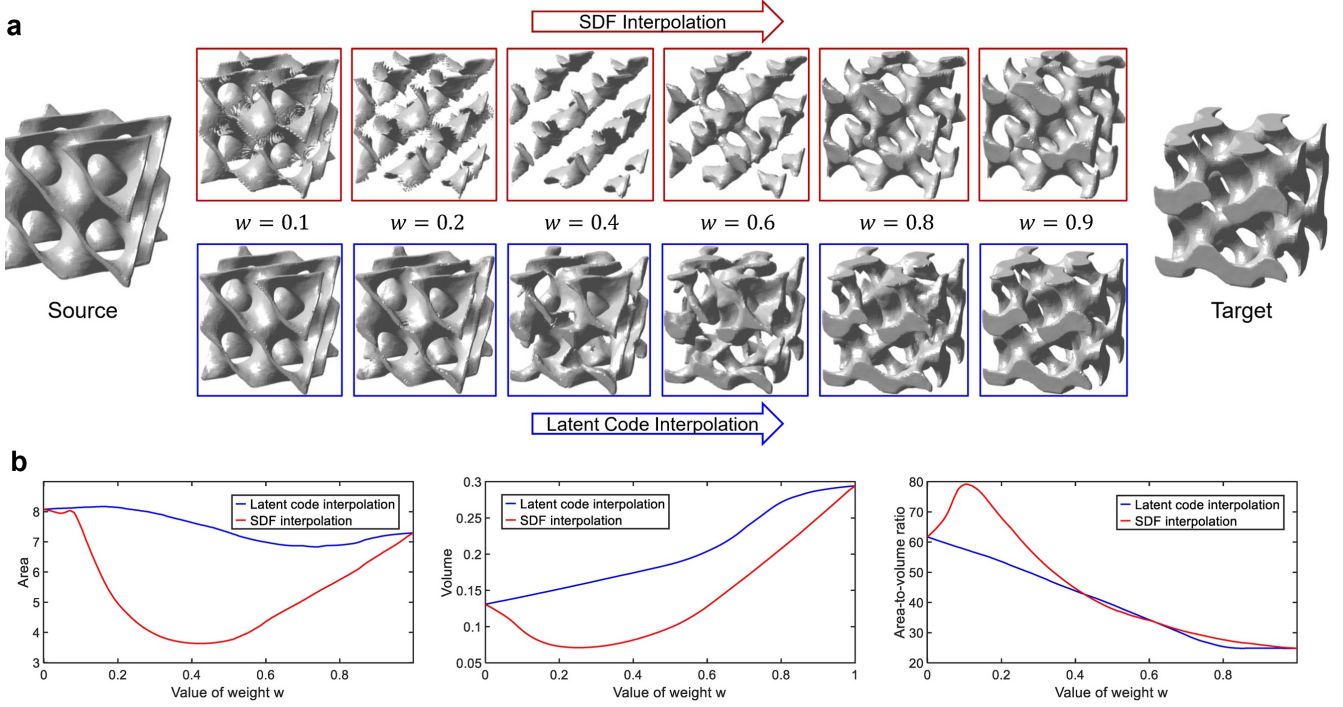 a
SDF Interpolation
w = 0.1
w = 0.2
w = 0.4
w = 0.6
w = 0.8
w = 0.9
Source
Target
Latent Code Interpolation
b
8
7
6
5
4
3
Area
Latent code interpolation
SDF interpolation
0
0.2
0.4
0.6
0.8
Value of weight w
0.3
0.25
0.2
0.15
0.1
0.05
Volume
Latent code interpolation
SDF interpolation
0
0.2
0.4
0.6
0.8
1
Value of weight w
80
70
60
50
40
30
20
Area-to-volume ratio
Latent code interpolation
SDF interpolation
0
0.2
0.4
0.6
0.8
Value of weight w